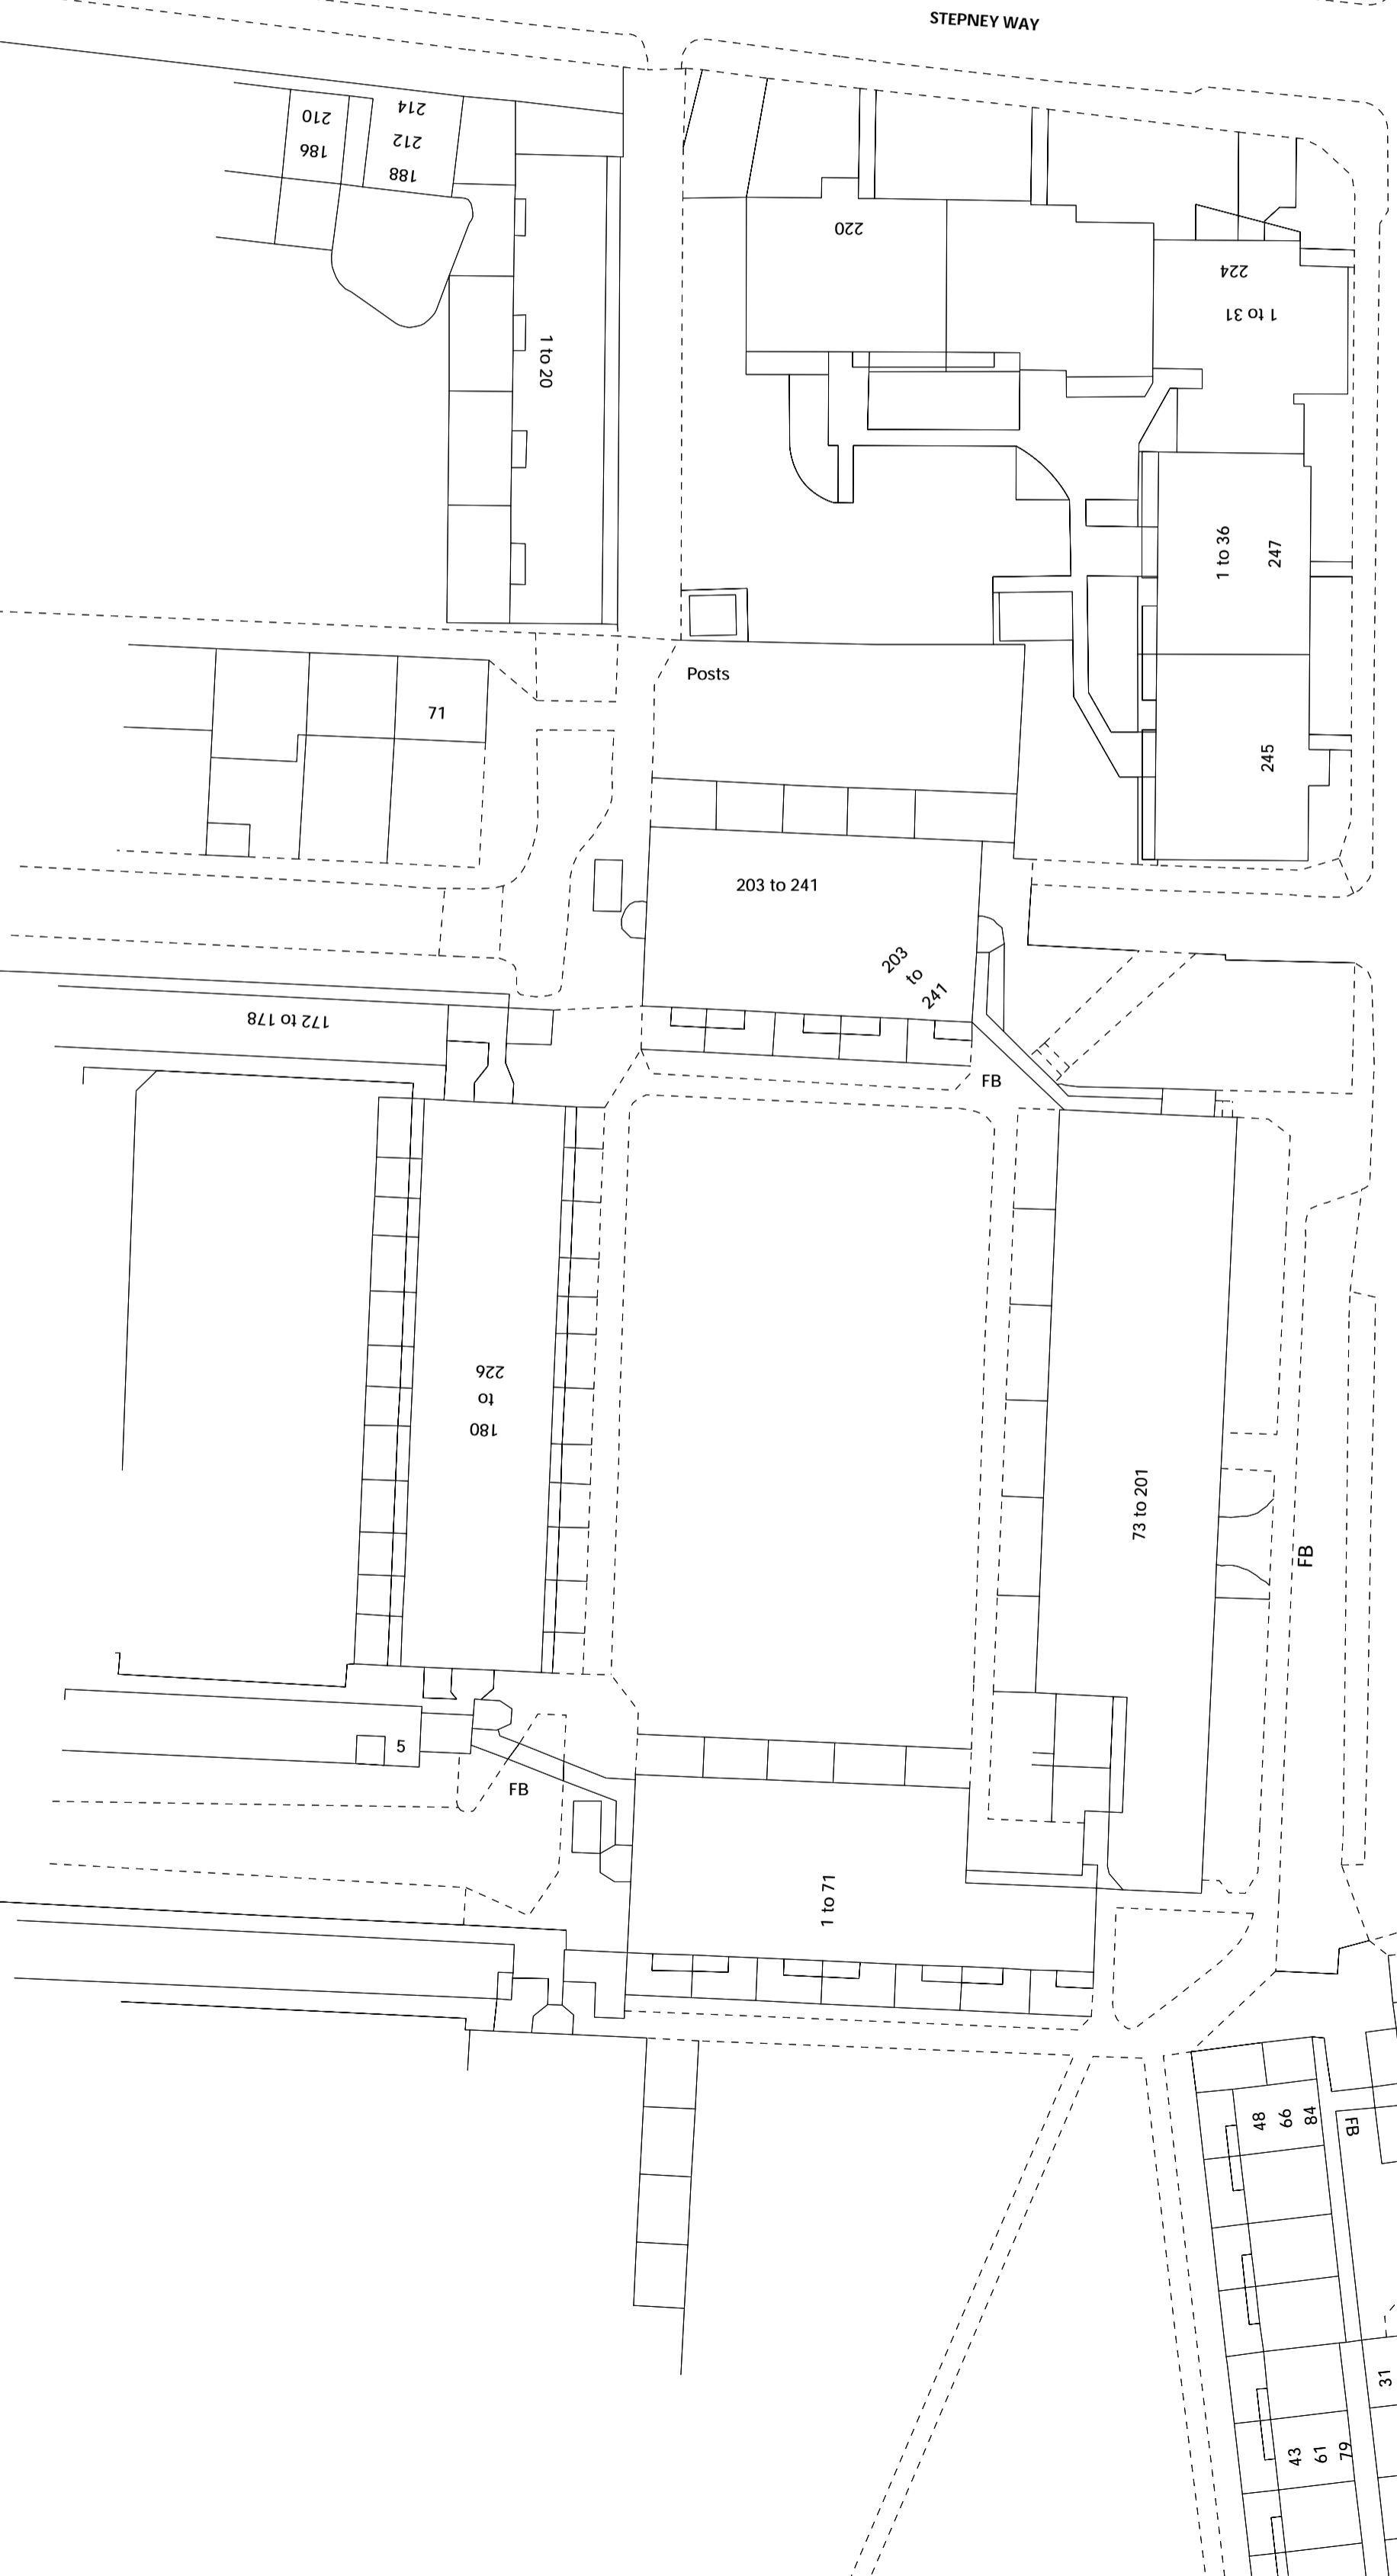 STEPNEY WAY
210
186
214
212
188
220
224
1 to 31
1 to 20
1 to 36
247
Posts
71
245
203 to 241
203
to
241
172 to 178
FB
226
to
180
73 to 201
FB
5
FB
1 to 71
48
66
84
FB
31
43
61
79